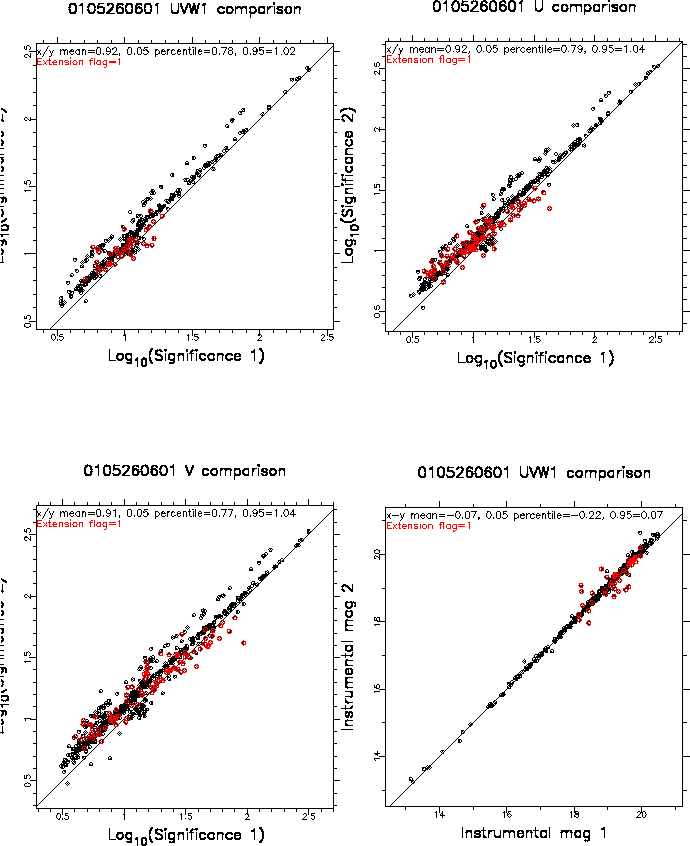 0105260601 UVW1 comparison
x/y mean=0.92, 0.05 percentile=0.78, 0.95=1.02
Extension flag=1
2.5
2
1.5
1
0.5
0.5 1 1.5 2 2.5
Log10(Significance 1)
0105260601 U comparison
x/y mean=0.92, 0.05 percentile=0.79, 0.95=1.04
Extension flag=1
Log10(Significance 2)
2.5
2
1.5
1
0.5
0.5 1 1.5 2 2.5
Log10(Significance 1)
0105260601 V comparison
x/y mean=0.91, 0.05 percentile=0.77, 0.95=1.04
Extension flag=1
2.5
2
1.5
1
0.5
0.5 1 1.5 2 2.5
Log10(Significance 1)
0105260601 UVW1 comparison
x-y mean=-0.07, 0.05 percentile=-0.22, 0.95=0.07
Extension flag=1
Instrumental mag 2
20
18
16
14
14 16 18 20
Instrumental mag 1